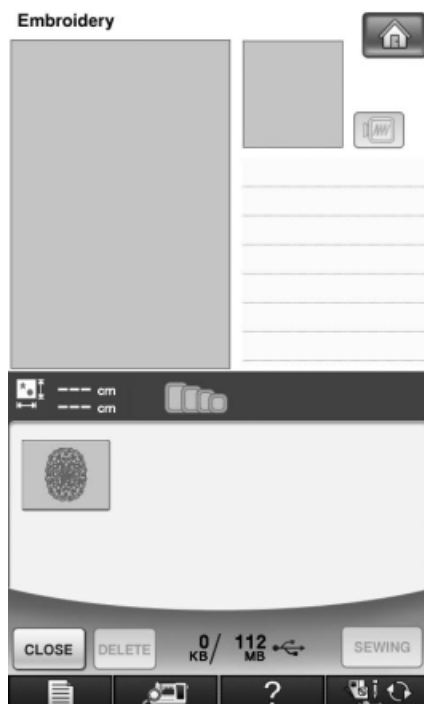 Embroidery
--- cm
--- cm
CLOSE DELETE 0 KB/ 112 MB SEWING
?